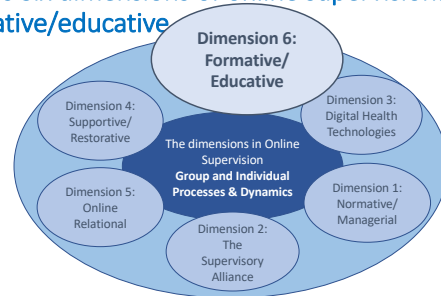 ative/educative
Dimension 6:
Formative/
Educative
Dimension 4:
Supportive/
Restorative
Dimension 3:
Digital Health
Technologies
The dimensions in Online
Supervision
Group and Individual
Processes & Dynamics
Dimension 5:
Online
Relational
Dimension 1:
Normative/
Managerial
Dimension 2:
The
Supervisory
Alliance